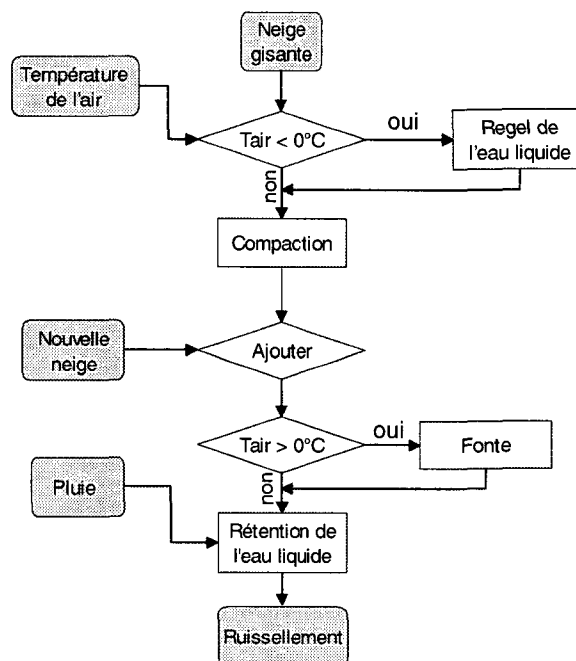 Neige
gisante
Température
de l'air
Tair < 0°C
oui
Regel de
l'eau liquide
non
Compaction
Nouvelle
neige
Ajouter
Tair > 0°C
oui
Fonte
non
Pluie
Rétention de
l'eau liquide
Ruissellement